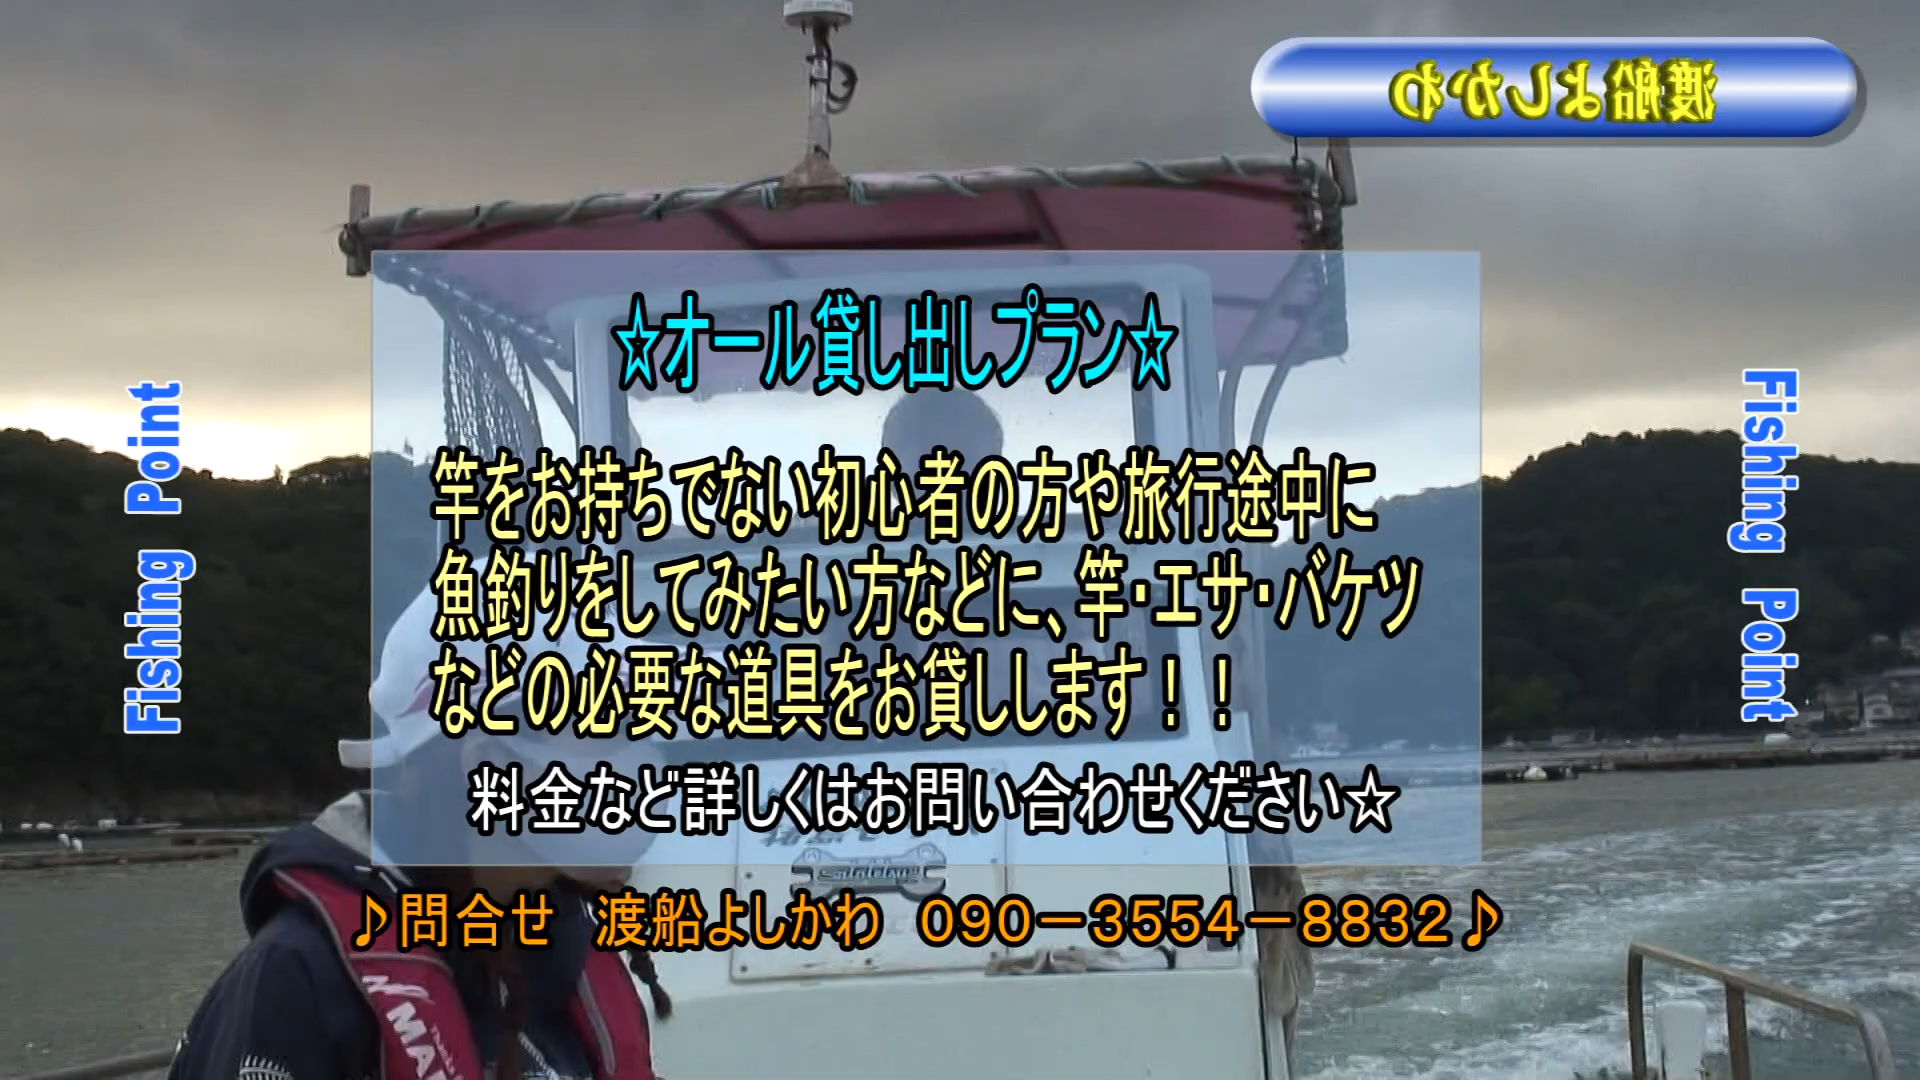 渡船よしかわ
☆オール貸し出しプラン☆
竿をお持ちでない初心者の方や旅行途中に
魚釣りをしてみたい方などに、竿・エサ・バケツ
などの必要な道具をお貸しします！！
料金など詳しくはお問い合わせください☆
♪問合せ　渡船よしかわ　090－3554－8832♪
Fishing Point
Fishing Point